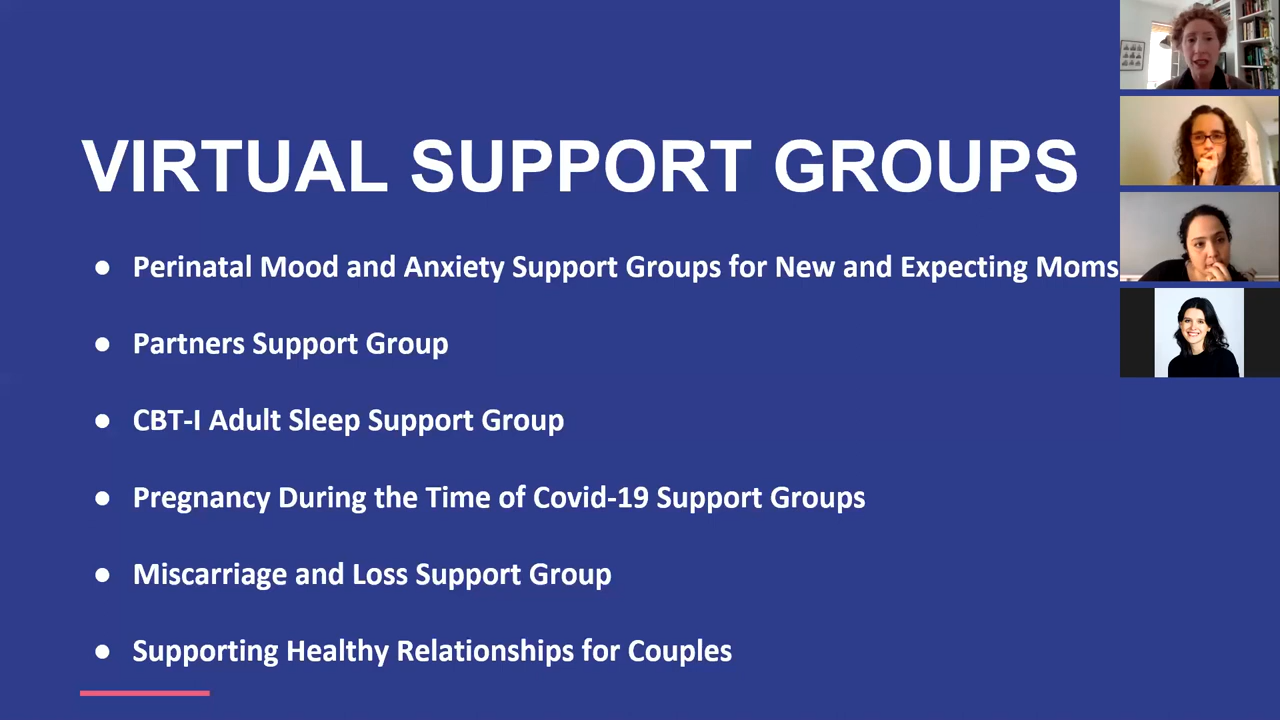 VIRTUAL SUPPORT GROUPS
● Perinatal Mood and Anxiety Support Groups for New and Expecting Moms
● Partners Support Group
● CBT-I Adult Sleep Support Group
● Pregnancy During the Time of Covid-19 Support Groups
● Miscarriage and Loss Support Group
● Supporting Healthy Relationships for Couples